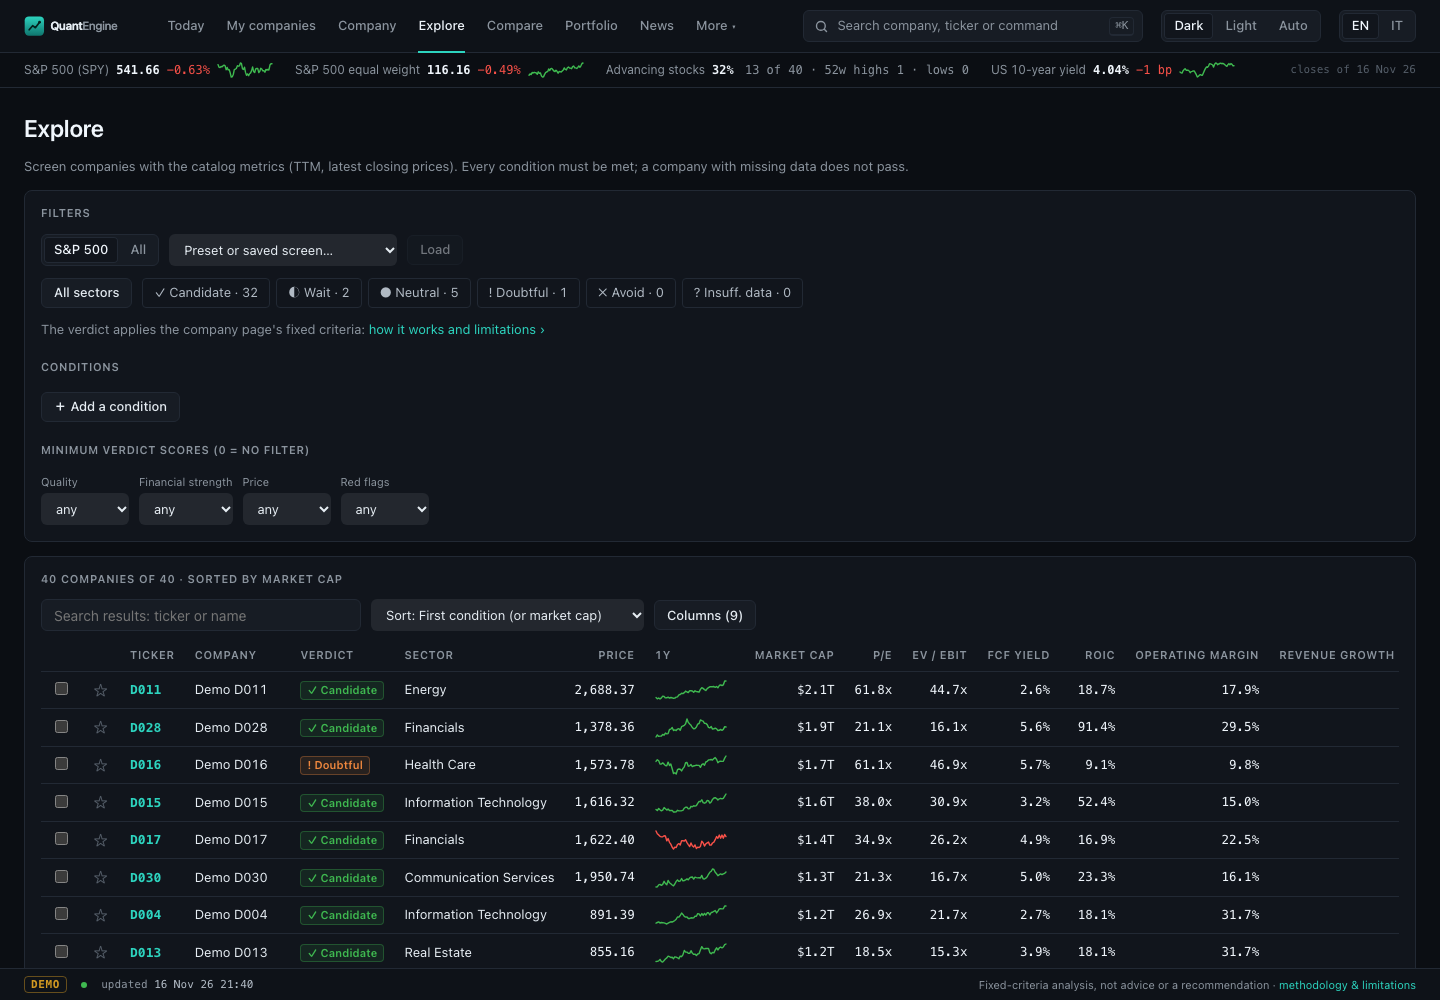 QuantEngine Today My companies Company Explore Compare Portfolio News More ▾ Search company, ticker or command ⌘K Dark Light Auto EN IT
S&P 500 (SPY) 541.66 −0.63% S&P 500 equal weight 116.16 −0.49% Advancing stocks 32% 13 of 40 · 52w highs 1 · lows 0 US 10-year yield 4.04% −1 bp closes of 16 Nov 26
Explore
Screen companies with the catalog metrics (TTM, latest closing prices). Every condition must be met; a company with missing data does not pass.
FILTERS
S&P 500 All Preset or saved screen... Load
All sectors ✓ Candidate · 32 ◐ Wait · 2 ● Neutral · 5 ! Doubtful · 1 ✕ Avoid · 0 ? Insuff. data · 0
The verdict applies the company page's fixed criteria: how it works and limitations ›
CONDITIONS
+ Add a condition
MINIMUM VERDICT SCORES (0 = NO FILTER)
Quality Financial strength Price Red flags
any any any any
40 COMPANIES OF 40 · SORTED BY MARKET CAP
Search results: ticker or name Sort: First condition (or market cap) Columns (9)
TICKER COMPANY VERDICT SECTOR PRICE 1Y MARKET CAP P/E EV / EBIT FCF YIELD ROIC OPERATING MARGIN REVENUE GROWTH
☆ D011 Demo D011 ✓ Candidate Energy 2,688.37 $2.1T 61.8x 44.7x 2.6% 18.7% 17.9%
☆ D028 Demo D028 ✓ Candidate Financials 1,378.36 $1.9T 21.1x 16.1x 5.6% 91.4% 29.5%
☆ D016 Demo D016 ! Doubtful Health Care 1,573.78 $1.7T 61.1x 46.9x 5.7% 9.1% 9.8%
☆ D015 Demo D015 ✓ Candidate Information Technology 1,616.32 $1.6T 38.0x 30.9x 3.2% 52.4% 15.0%
☆ D017 Demo D017 ✓ Candidate Financials 1,622.40 $1.4T 34.9x 26.2x 4.9% 16.9% 22.5%
☆ D030 Demo D030 ✓ Candidate Communication Services 1,950.74 $1.3T 21.3x 16.7x 5.0% 23.3% 16.1%
☆ D004 Demo D004 ✓ Candidate Information Technology 891.39 $1.2T 26.9x 21.7x 2.7% 18.1% 31.7%
☆ D013 Demo D013 ✓ Candidate Real Estate 855.16 $1.2T 18.5x 15.3x 3.9% 18.1% 31.7%
DEMO ● updated 16 Nov 26 21:40 Fixed-criteria analysis, not advice or a recommendation · methodology & limitations